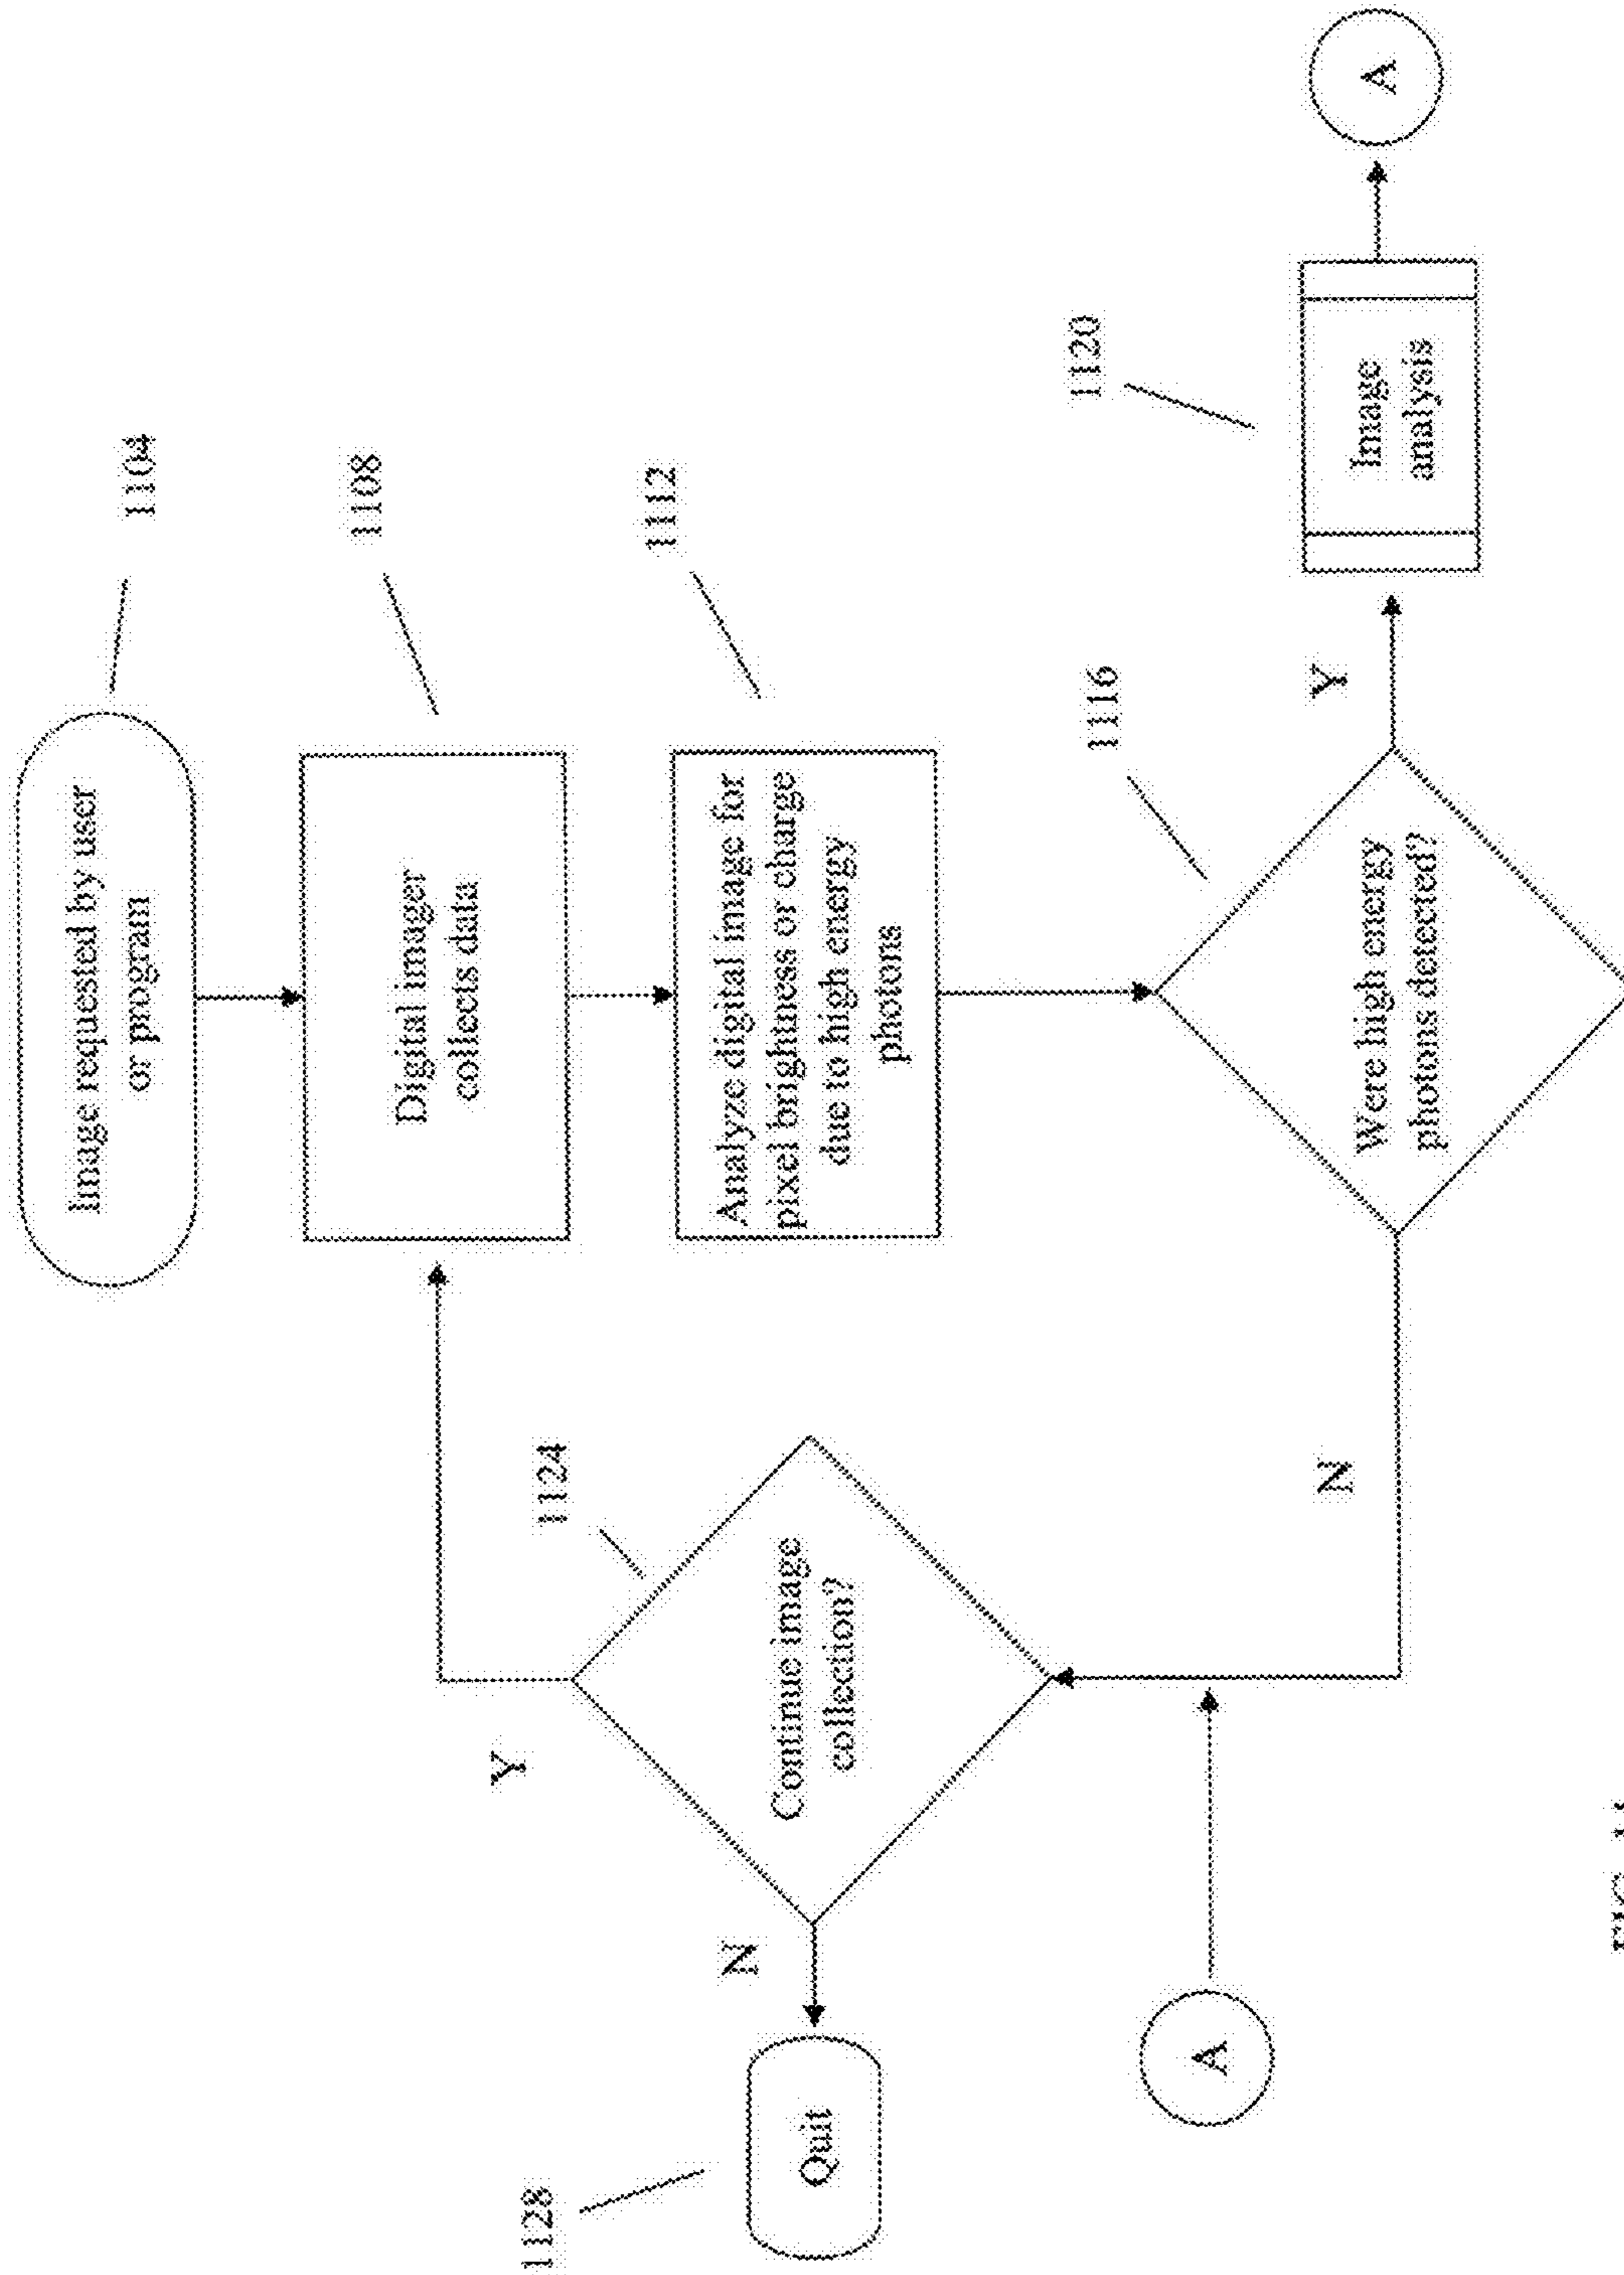 Image requested by user
or program
1104
Digital imager
collects data
1108
Analyze digital image for
pixel brightness or charge
due to high energy
photons
1112
Were high energy
photons detected?
1116
Y
Image
analysis
1120
A
N
Continue image
collection?
1124
Y
N
Quit
1128
A